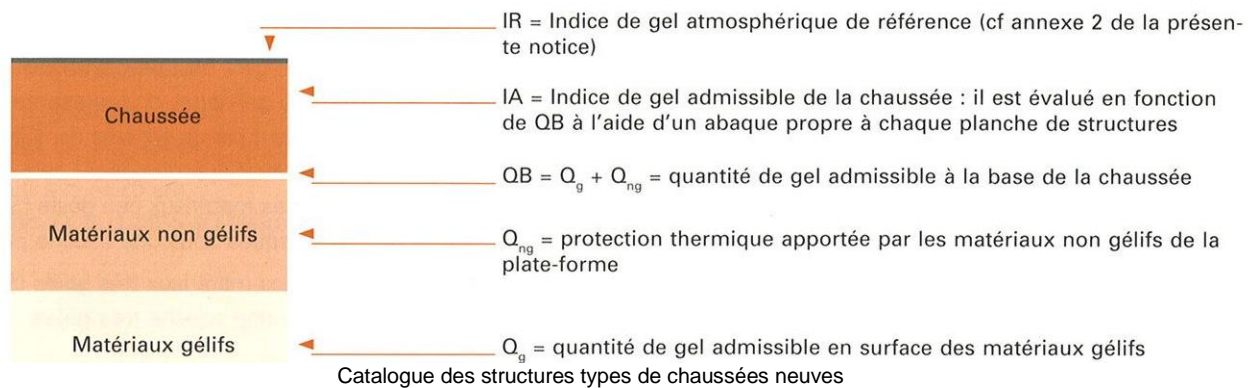 IR = Indice de gel atmosphérique de référence (cf annexe 2 de la présen-
te notice)
Chaussée
IA = Indice de gel admissible de la chaussée : il est évalué en fonction
de QB à l'aide d'un abaque propre à chaque planche de structures
QB = Qg + Qng = quantité de gel admissible à la base de la chaussée
Matériaux non gélifs
Qng = protection thermique apportée par les matériaux non gélifs de la
plate-forme
Matériaux gélifs
Qg = quantité de gel admissible en surface des matériaux gélifs
Catalogue des structures types de chaussées neuves